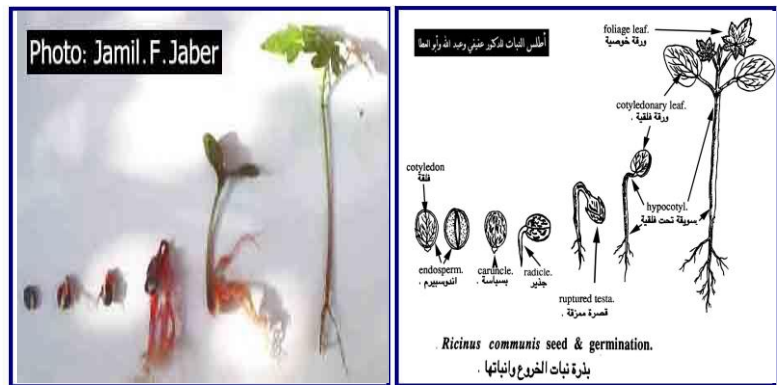 Photo: Jamil.F.Jaber
أطلس النبات للدكتور عفيفي وعبد الله وأبو العطا
foliage leaf.
ورقة خوصية
cotyledonary leaf.
ورقة فلقية .
cotyledon
فلقة
hypocotyl.
سويقة تحت فلقية .
endosperm.
اندوسبيرم .
caruncle.
بسباسة .
radicle.
جذير
ruptured testa.
قصرة ممزقة .
Ricinus communis seed & germination.
بذرة نبات الخروع وانباتها .